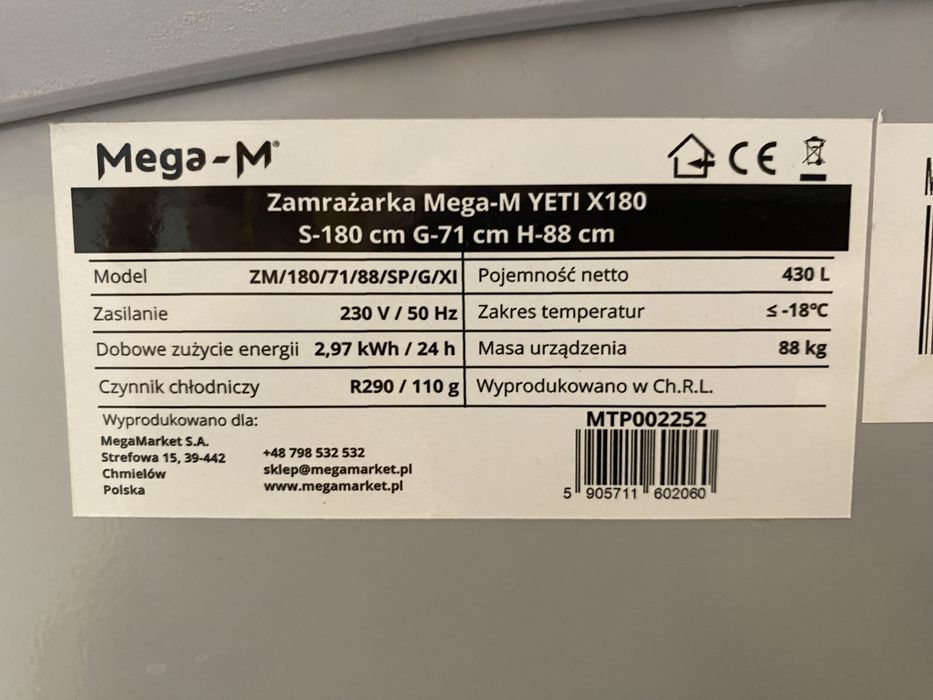 Mega-M®
CE
Zamrażarka Mega-M YETI X180
S-180 cm G-71 cm H-88 cm
Model ZM/180/71/88/SP/G/XI
Pojemność netto 430 L
Zasilanie 230 V / 50 Hz
Zakres temperatur ≤ -18°C
Dobowe zużycie energii 2,97 kWh / 24 h
Masa urządzenia 88 kg
Czynnik chłodniczy R290 / 110 g
Wyprodukowano w Ch.R.L.
Wyprodukowano dla:
MegaMarket S.A.
Strefowa 15, 39-442
Chmielów
Polska
+48 798 532 532
sklep@megamarket.pl
www.megamarket.pl
MTP002252
5 905711 602060